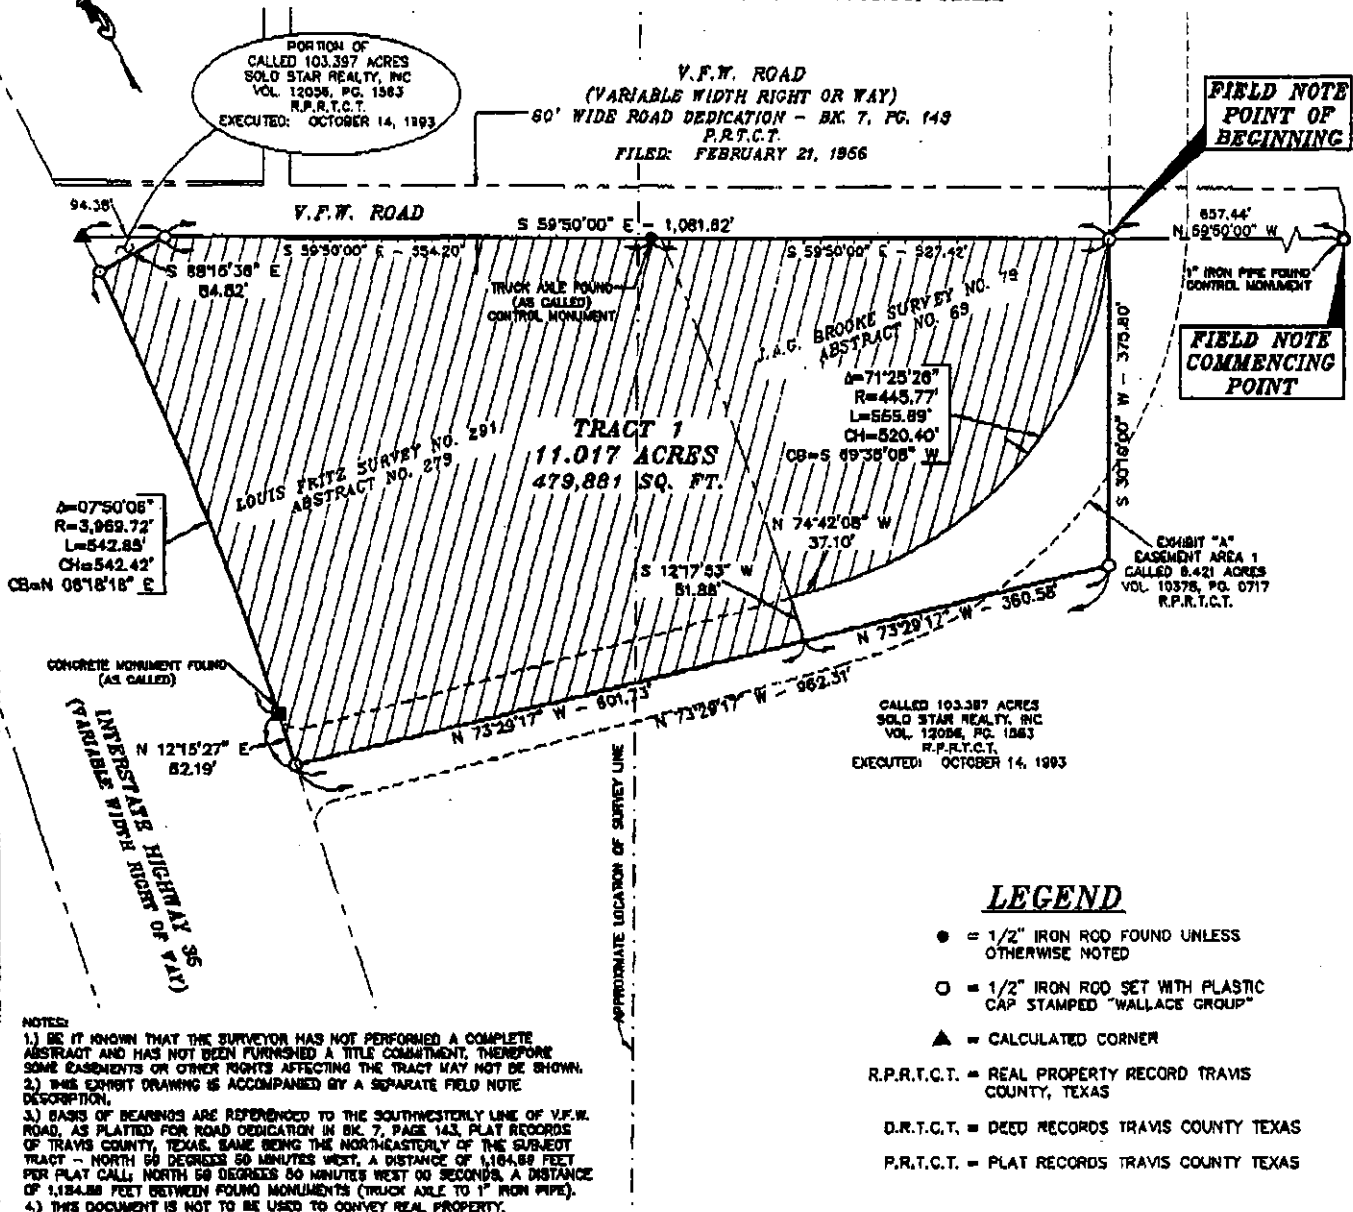 PORTION OF
CALLED 103.397 ACRES
SOLD STAR REALTY, INC
VOL. 12056, PG. 1563
R.P.R.T.C.T.
EXECUTED: OCTOBER 14, 1993
V.F.W. ROAD
(VARIABLE WIDTH RIGHT OR WAY)
60' WIDE ROAD DEDICATION - BK. 7, PG. 143
P.R.T.C.T.
FILED: FEBRUARY 21, 1956
FIELD NOTE
POINT OF
BEGINNING
94.38'
V.F.W. ROAD
S 59°50'00" E - 1,081.62'
657.44'
N 59°50'00" W
S 59°50'00" E - 554.20'
S 59°50'00" E - 527.42'
S 88°15'36" E
84.82'
TRUCK AXLE FOUND
(AS CALLED)
CONTROL MONUMENT
1" IRON PIPE FOUND
CONTROL MONUMENT
J.A.G. BROOKE SURVEY NO. 79
ABSTRACT NO. 69
FIELD NOTE
COMMENCING
POINT
S 30°16'00" W - 375.80'
Δ=71°25'26"
R=445.77'
L=555.69'
CH=520.40'
CB=S 69°35'08" W
TRACT 1
11.017 ACRES
479,881 SQ. FT.
LOUIS FRITZ SURVEY NO. 291
ABSTRACT NO. 279
Δ=07°50'06"
R=3,969.72'
L=542.85'
CH=542.42'
CB=N 08°18'18" E
N 74°42'08" W
37.10'
S 12°17'53" W
51.88'
EXHIBIT "A"
EASEMENT AREA 1
CALLED 8.421 ACRES
VOL. 10376, PG. 0717
R.P.R.T.C.T.
N 73°29'17" W - 360.58'
CONCRETE MONUMENT FOUND
(AS CALLED)
N 73°29'17" W - 601.73'
N 73°29'17" W - 962.31'
N 12°15'27" E
62.19'
INTERSTATE HIGHWAY 35
(VARIABLE WIDTH RIGHT OF WAY)
CALLED 103.397 ACRES
SOLD STAR REALTY, INC
VOL. 12056, PG. 1563
R.P.R.T.C.T.
EXECUTED: OCTOBER 14, 1993
APPROXIMATE LOCATION OF SURVEY LINE
LEGEND
● = 1/2" IRON ROD FOUND UNLESS
OTHERWISE NOTED
○ = 1/2" IRON ROD SET WITH PLASTIC
CAP STAMPED "WALLACE GROUP"
▲ = CALCULATED CORNER
R.P.R.T.C.T. = REAL PROPERTY RECORD TRAVIS
COUNTY, TEXAS
D.R.T.C.T. = DEED RECORDS TRAVIS COUNTY TEXAS
P.R.T.C.T. = PLAT RECORDS TRAVIS COUNTY TEXAS
NOTES:
1.) BE IT KNOWN THAT THE SURVEYOR HAS NOT PERFORMED A COMPLETE
ABSTRACT AND HAS NOT BEEN FURNISHED A TITLE COMMITMENT, THEREFORE
SOME EASEMENTS OR OTHER RIGHTS AFFECTING THE TRACT MAY NOT BE SHOWN.
2.) THIS EXHIBIT DRAWING IS ACCOMPANIED BY A SEPARATE FIELD NOTE
DESCRIPTION.
3.) BASIS OF BEARINGS ARE REFERENCED TO THE SOUTHWESTERLY LINE OF V.F.W.
ROAD, AS PLATTED FOR ROAD DEDICATION IN BK. 7, PAGE 143, PLAT RECORDS
OF TRAVIS COUNTY, TEXAS. SAME BEING THE NORTHEASTERLY OF THE SUBJECT
TRACT - NORTH 59 DEGREES 50 MINUTES WEST, A DISTANCE OF 1,184.89 FEET
PER PLAT CALL; NORTH 59 DEGREES 50 MINUTES WEST 00 SECONDS, A DISTANCE
OF 1,184.86 FEET BETWEEN FOUND MONUMENTS (TRUCK AXLE TO 1" IRON PIPE).
4.) THIS DOCUMENT IS NOT TO BE USED TO CONVEY REAL PROPERTY.